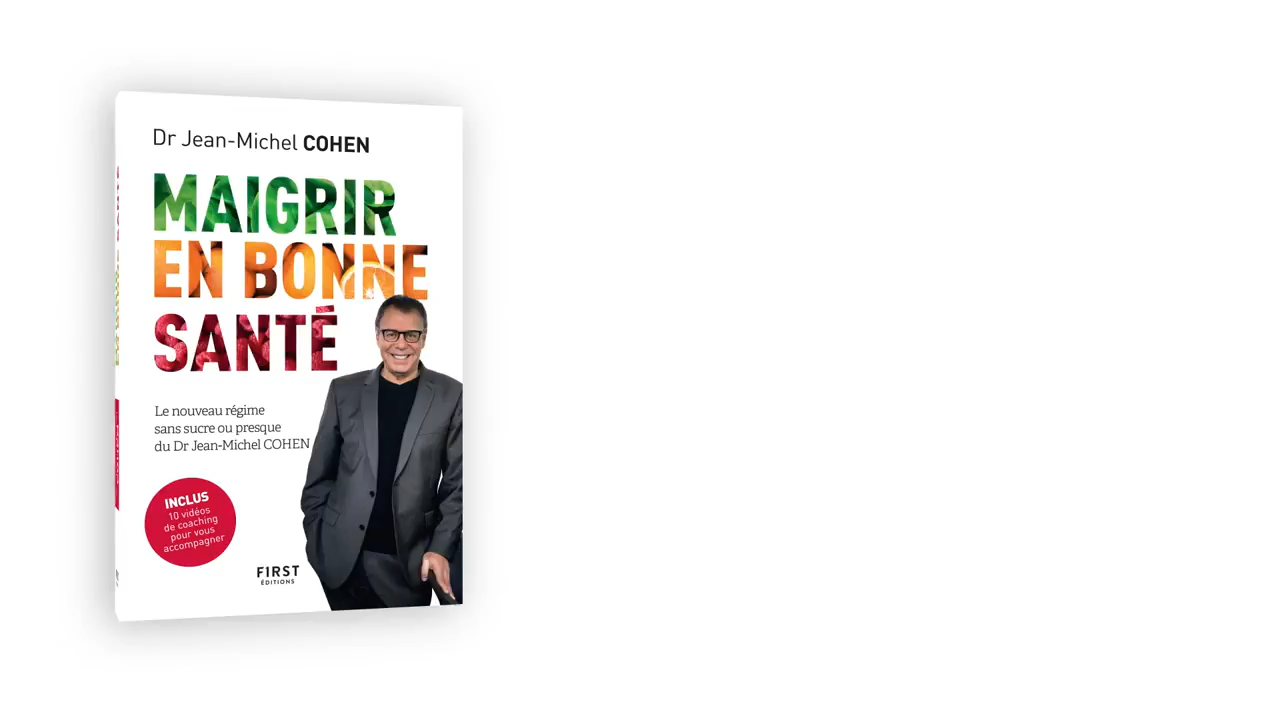 Dr Jean-Michel COHEN
MAIGRIR
EN BONNE
SANTÉ
Le nouveau régime
sans sucre ou presque
du Dr Jean-Michel COHEN
INCLUS
10 vidéos
de coaching
pour vous
accompagner
FIRST
ÉDITIONS